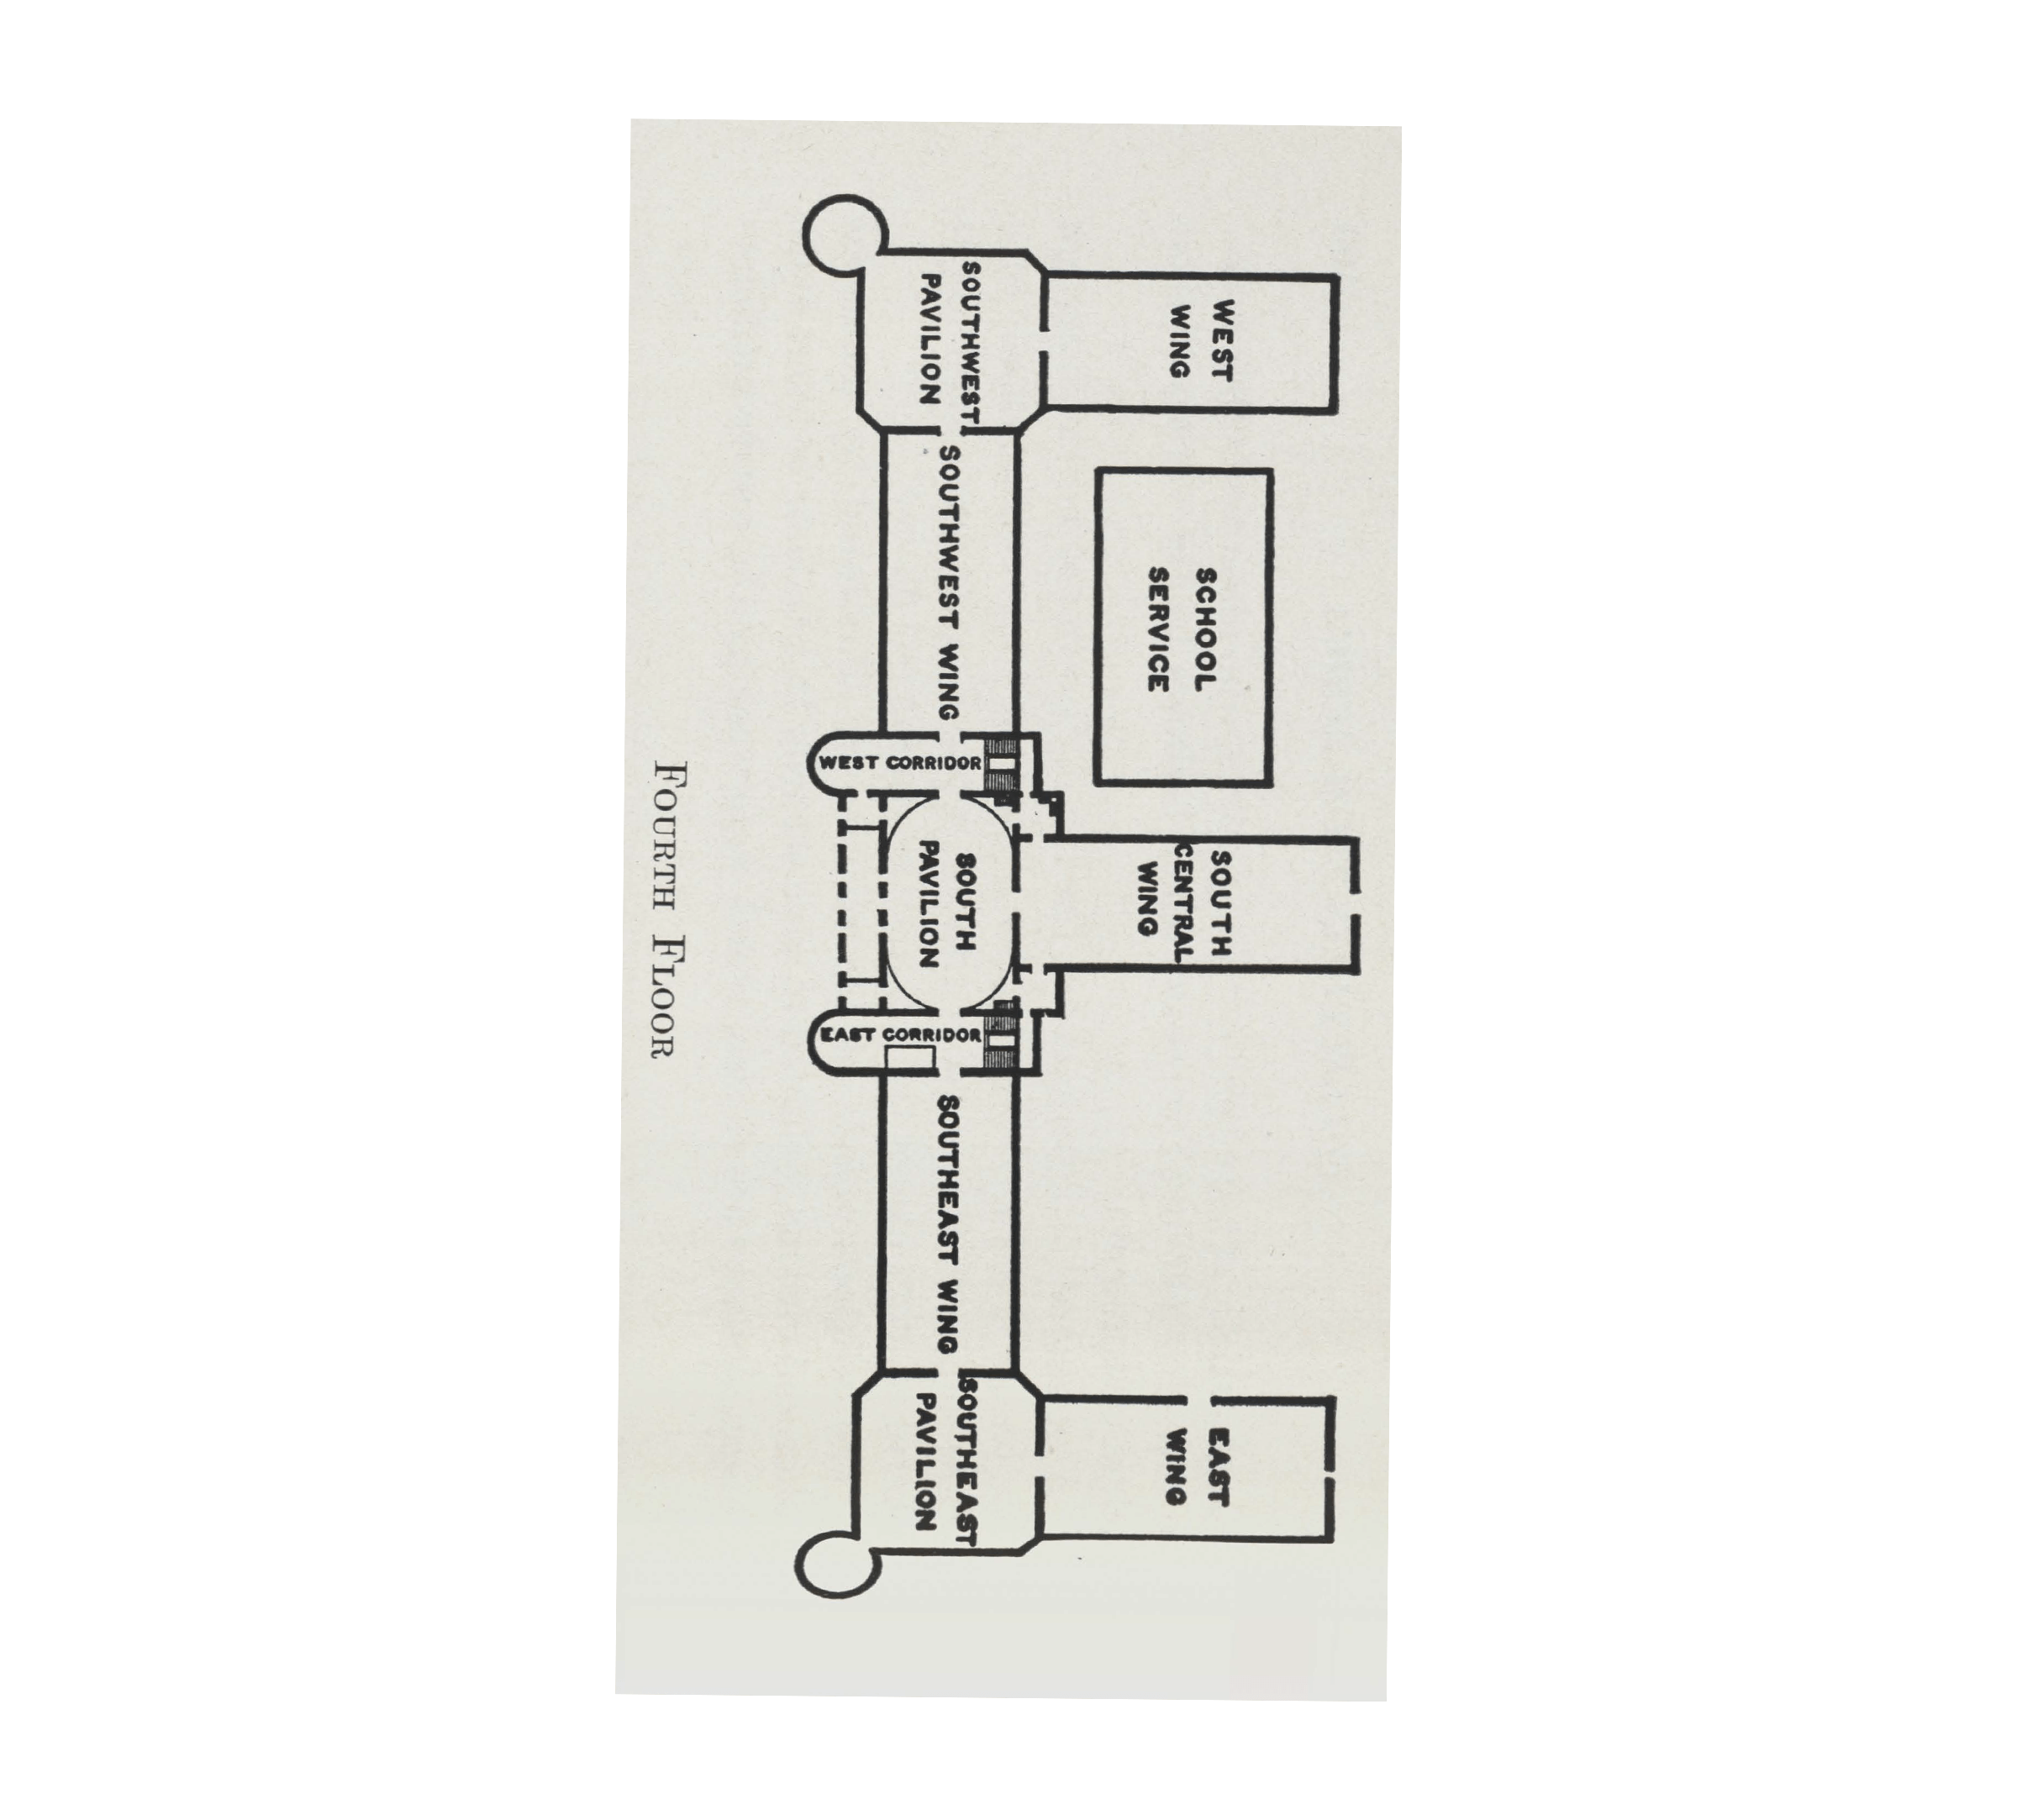 WEST
WING
SCHOOL
SERVICE
SOUTH
CENTRAL
WING
EAST
WING
SOUTHWEST
PAVILION
SOUTHWEST WING
WEST CORRIDOR
SOUTH
PAVILION
EAST CORRIDOR
SOUTHEAST WING
SOUTHEAST
PAVILION
FOURTH FLOOR